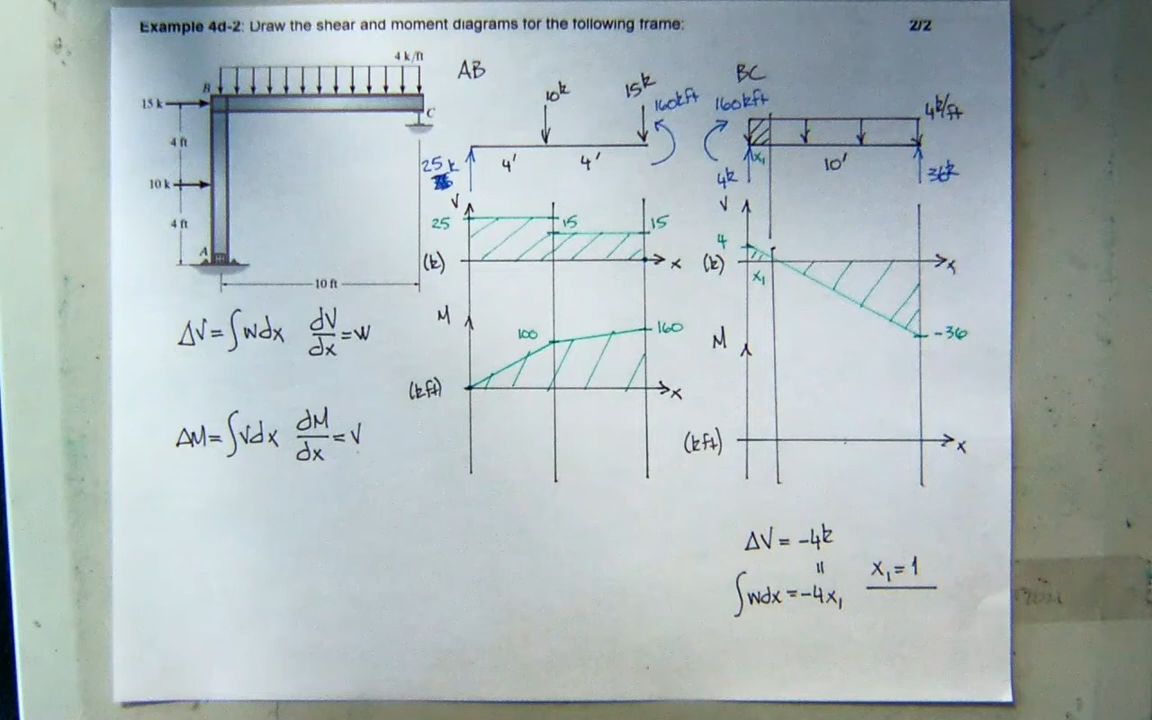 Example 4d-2: Draw the shear and moment diagrams for the following frame:
2/2
4 k/ft
B
15 k
C
4 ft
10 k
4 ft
A
10 ft
ΔV = ∫wdx dV/dx = w
ΔM = ∫Vdx dM/dx = V
AB
10k
15k
160kft
25 k
4'
4'
V
25
15
15
(k)
x
M
100
160
(kft)
x
BC
160kft
4k/ft
x₁
10'
4k
36k
V
4
(k)
x₁
x
-36
M
(kft)
x
ΔV = -4k
=
∫wdx = -4x₁
x₁ = 1